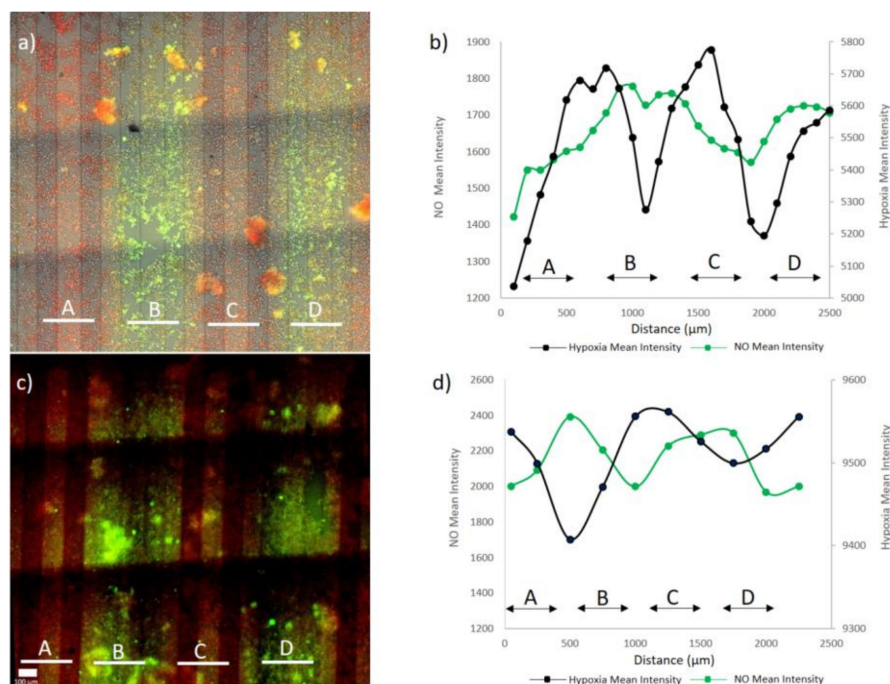 a)
A
B
C
D
b)
1900
1800
1700
1600
1500
1400
1300
1200
NO Mean Intensity
5800
5700
5600
5500
5400
5300
5200
5100
5000
Hypoxia Mean Intensity
A
B
C
D
0
500
1000
1500
2000
2500
Distance (µm)
Hypoxia Mean Intensity
NO Mean Intensity
c)
A
B
C
D
100 µm
d)
2600
2400
2200
2000
1800
1600
1400
1200
NO Mean Intensity
9600
9500
9400
9300
Hypoxia Mean Intensity
A
B
C
D
0
500
1000
1500
2000
2500
Distance (µm)
Hypoxia Mean Intensity
NO Mean Intensity